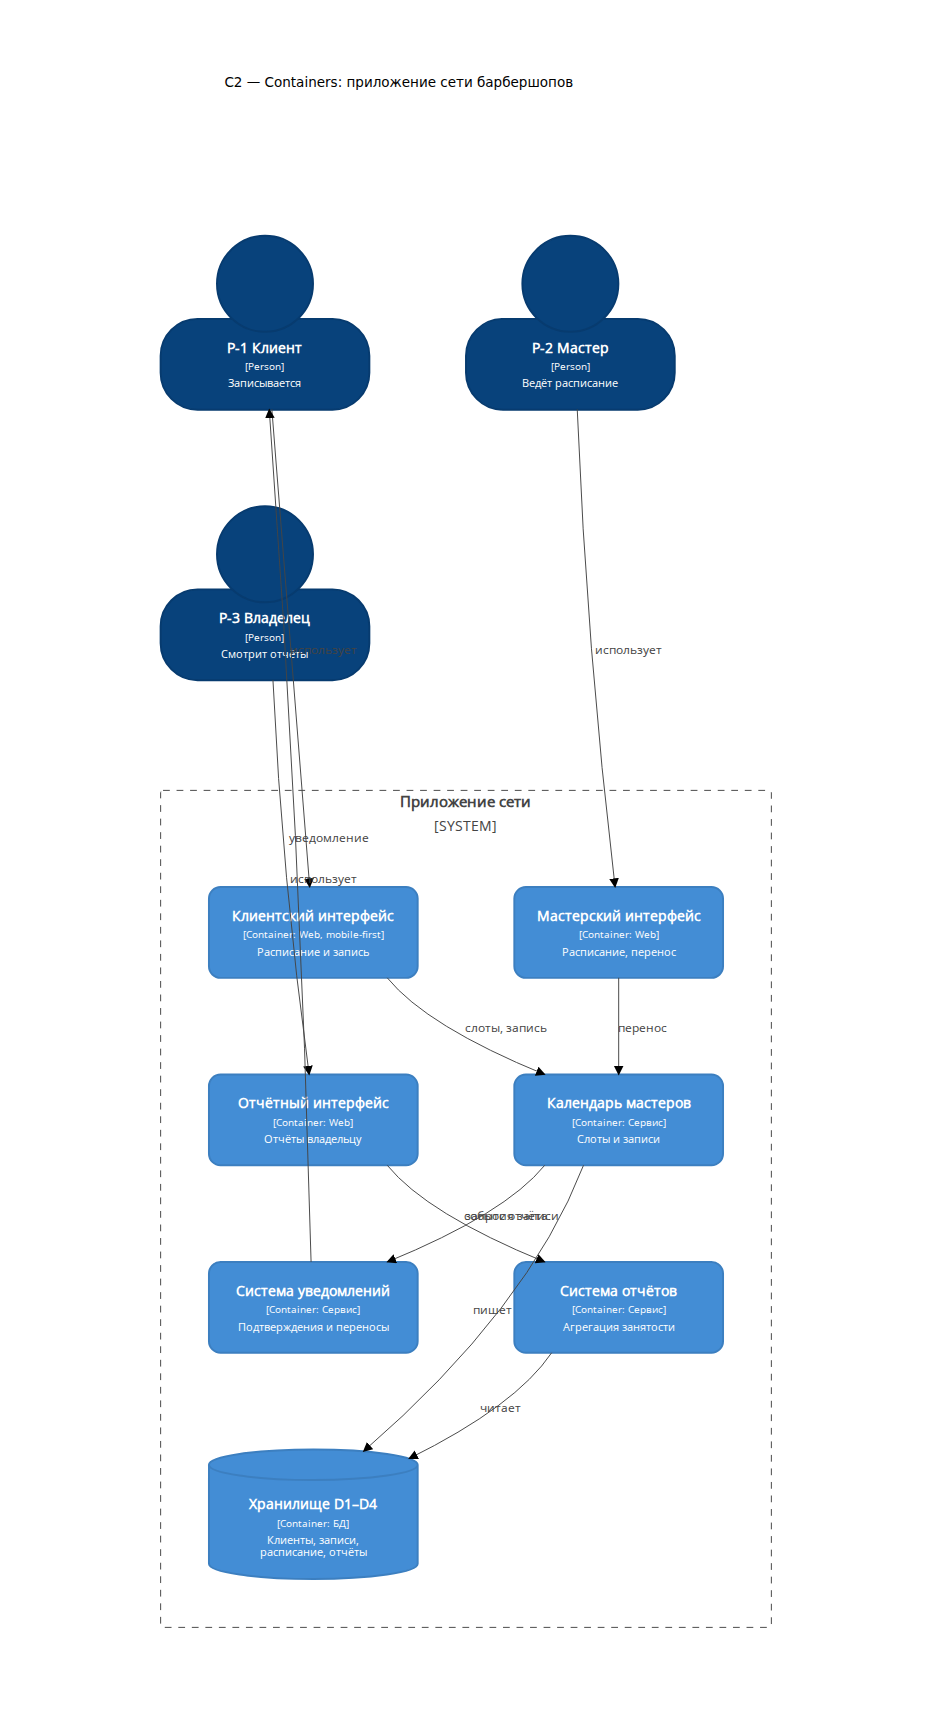 C2 — Containers: приложение сети барбершопов
P-1 Клиент
[Person]
Записывается
P-2 Мастер
[Person]
Ведёт расписание
P-3 Владелец
[Person]
Смотрит отчёты
использует
использует
Приложение сети
[SYSTEM]
уведомление
использует
Клиентский интерфейс
[Container: Web, mobile-first]
Расписание и запись
Мастерский интерфейс
[Container: Web]
Расписание, перенос
слоты, запись
перенос
Отчётный интерфейс
[Container: Web]
Отчёты владельцу
Календарь мастеров
[Container: Сервис]
Слоты и записи
Система уведомлений
[Container: Сервис]
Подтверждения и переносы
Система отчётов
[Container: Сервис]
Агрегация занятости
пишет
читает
Хранилище D1–D4
[Container: БД]
Клиенты, записи,
расписание, отчёты